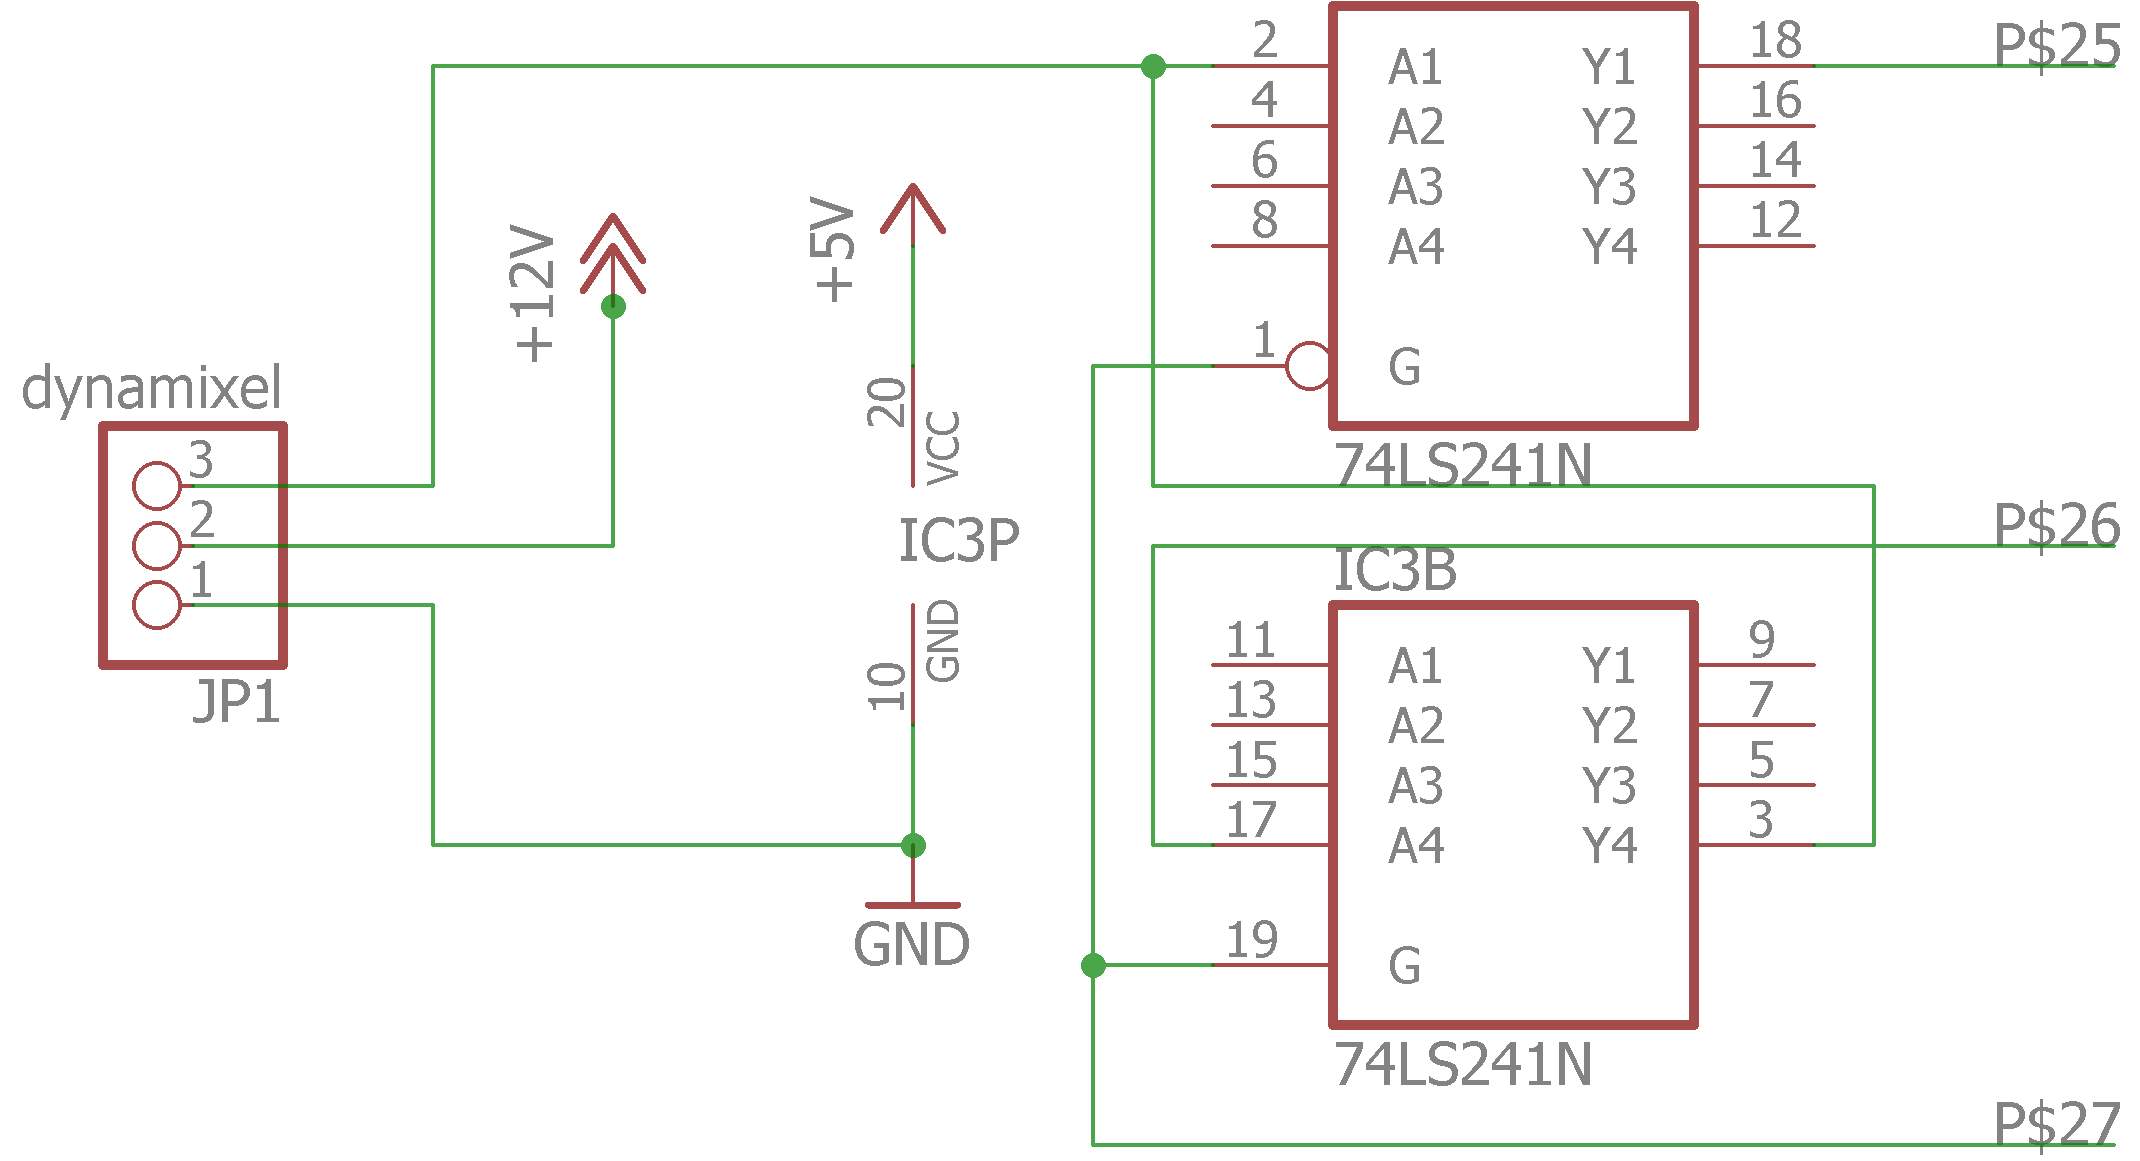 2 A1 Y1 18 P$25
4 A2 Y2 16
6 A3 Y3 14
8 A4 Y4 12
1 G
74LS241N
+12V
+5V
dynamixel
3
2
1
JP1
20 VCC
IC3P
10 GND
GND
P$26
IC3B
11 A1 Y1 9
13 A2 Y2 7
15 A3 Y3 5
17 A4 Y4 3
19 G
74LS241N
P$27